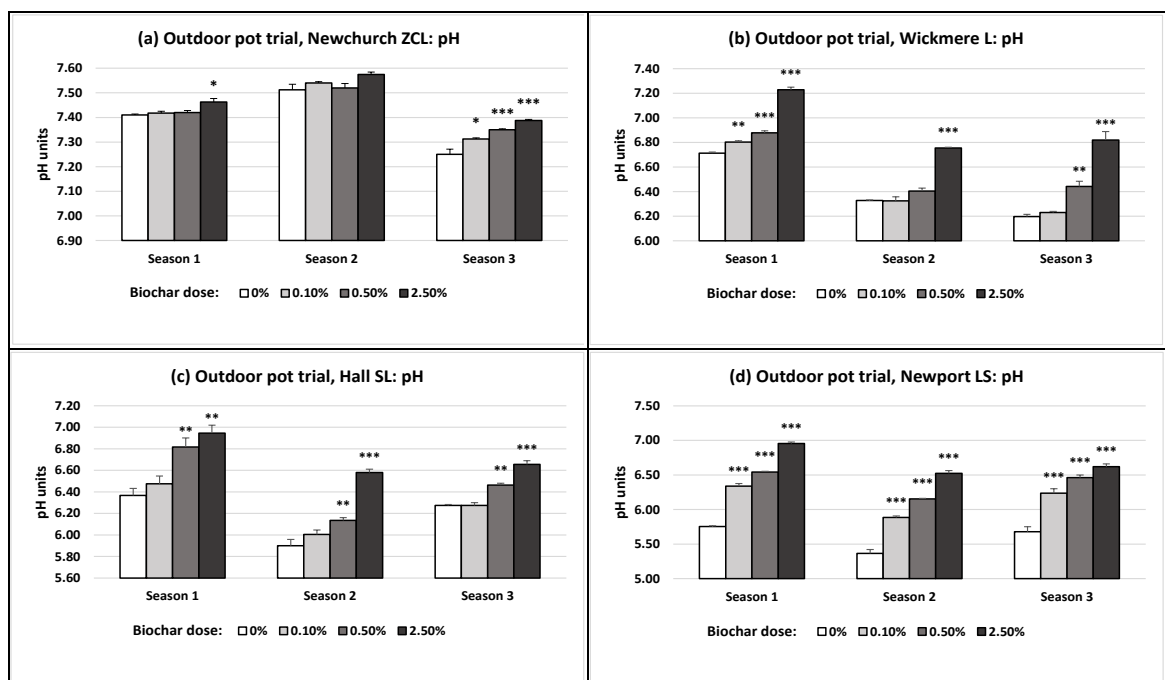 (a) Outdoor pot trial, Newchurch ZCL: pH
pH units
7.60
7.50
7.40
7.30
7.20
7.10
7.00
6.90
*
* *** ***
Season 1 Season 2 Season 3
Biochar dose: 0% 0.10% 0.50% 2.50%
(b) Outdoor pot trial, Wickmere L: pH
pH units
7.40
7.20
7.00
6.80
6.60
6.40
6.20
6.00
** *** ***
***
** ***
Season 1 Season 2 Season 3
Biochar dose: 0% 0.10% 0.50% 2.50%
(c) Outdoor pot trial, Hall SL: pH
pH units
7.20
7.00
6.80
6.60
6.40
6.20
6.00
5.80
5.60
** **
** ***
** ***
Season 1 Season 2 Season 3
Biochar dose: 0% 0.10% 0.50% 2.50%
(d) Outdoor pot trial, Newport LS: pH
pH units
7.50
7.00
6.50
6.00
5.50
5.00
*** *** ***
*** *** ***
*** *** ***
Season 1 Season 2 Season 3
Biochar dose: 0% 0.10% 0.50% 2.50%